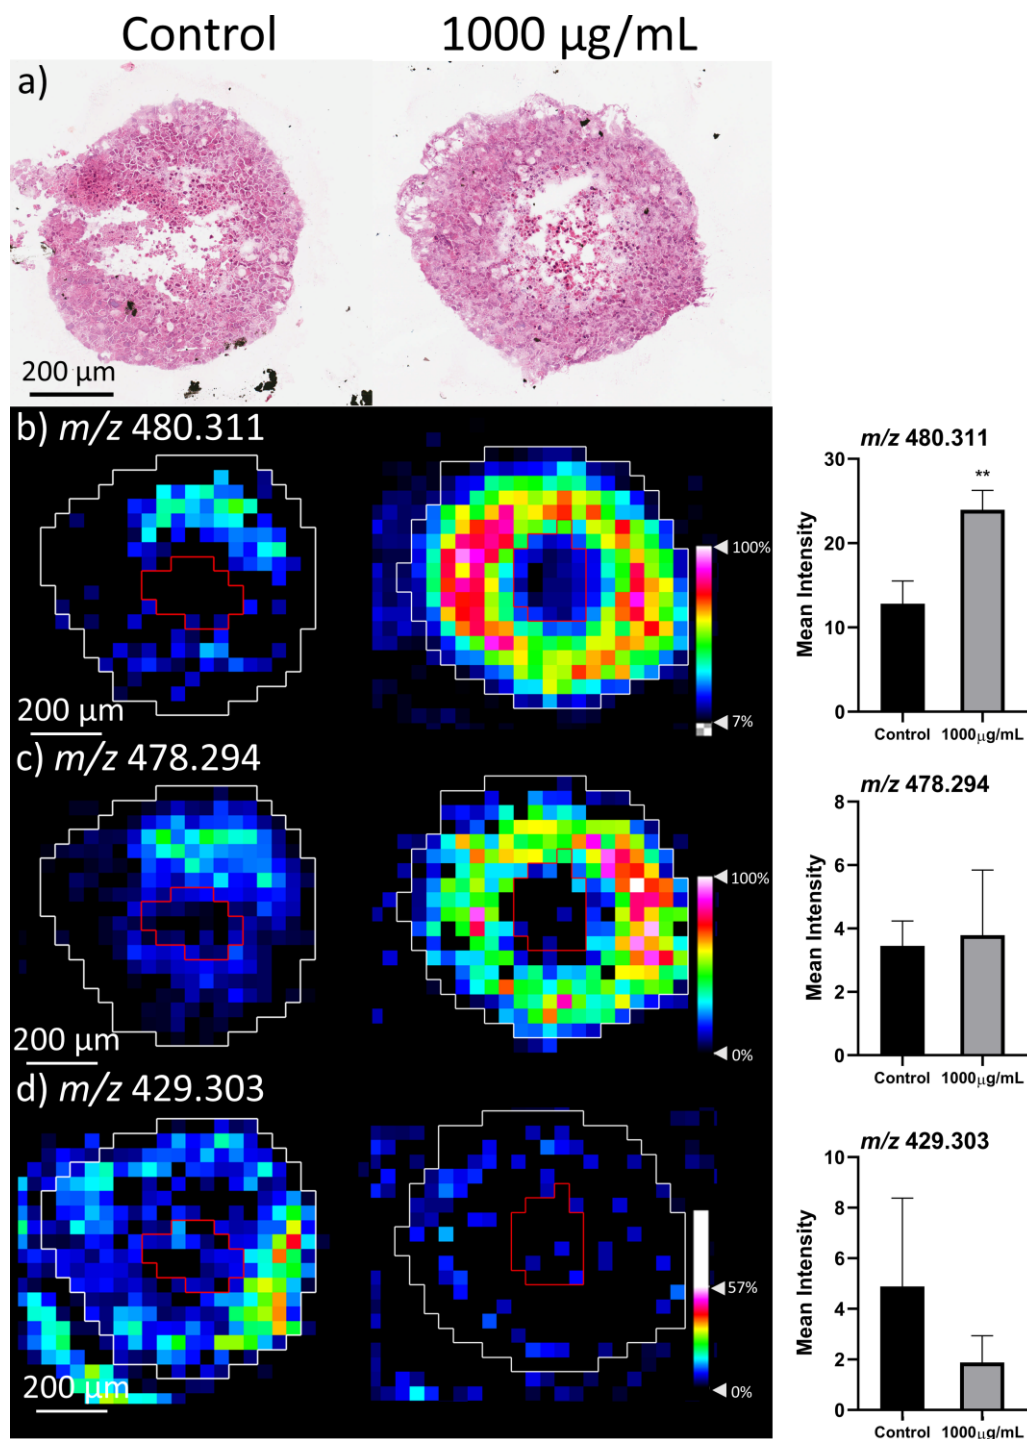 Control 1000 µg/mL
a)
200 µm
b) m/z 480.311
200 µm
100%
7%
m/z 480.311
30
20
10
0
Mean Intensity
**
Control 1000µg/mL
c) m/z 478.294
200 µm
100%
0%
m/z 478.294
8
6
4
2
0
Mean Intensity
Control 1000µg/mL
d) m/z 429.303
200 µm
57%
0%
m/z 429.303
10
8
6
4
2
0
Mean Intensity
Control 1000µg/mL